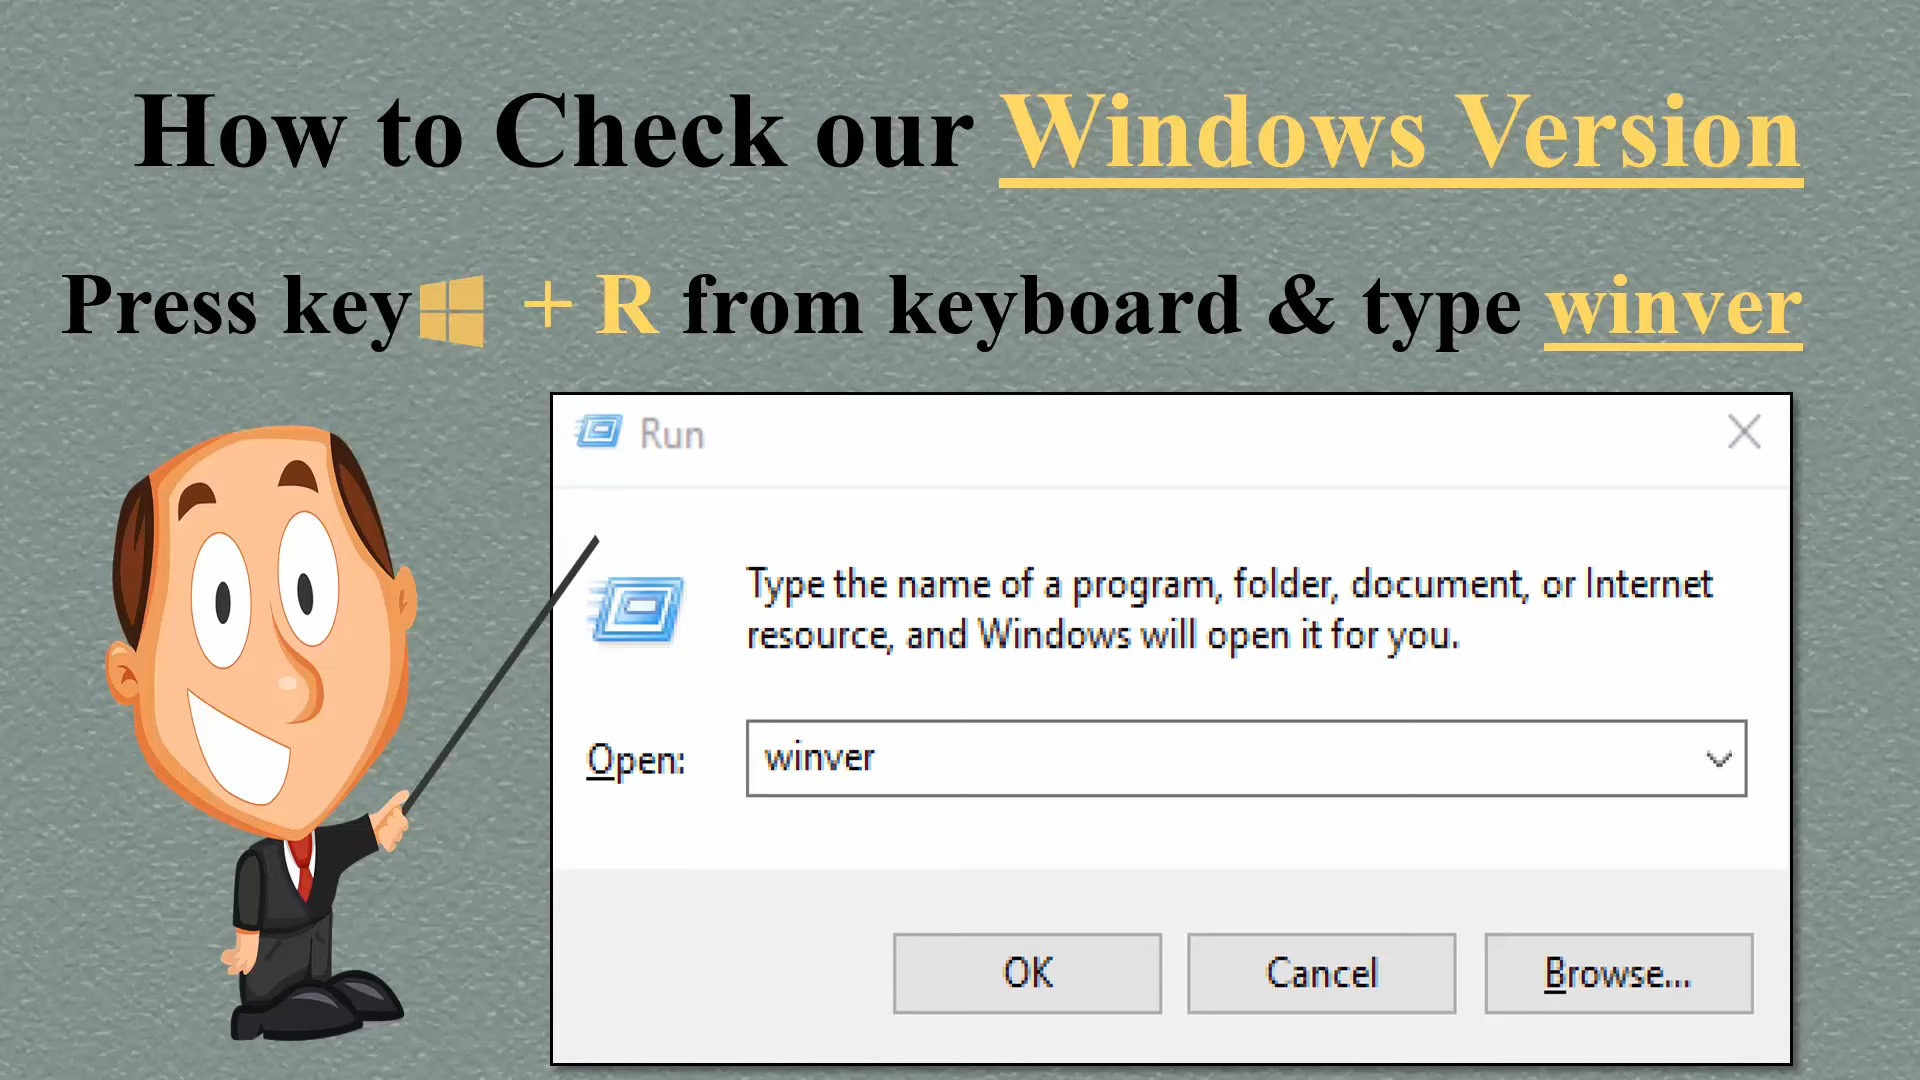 How to Check our Windows Version
Press key + R from keyboard & type winver
Run
Type the name of a program, folder, document, or Internet
resource, and Windows will open it for you.
Open: winver
OK Cancel Browse...